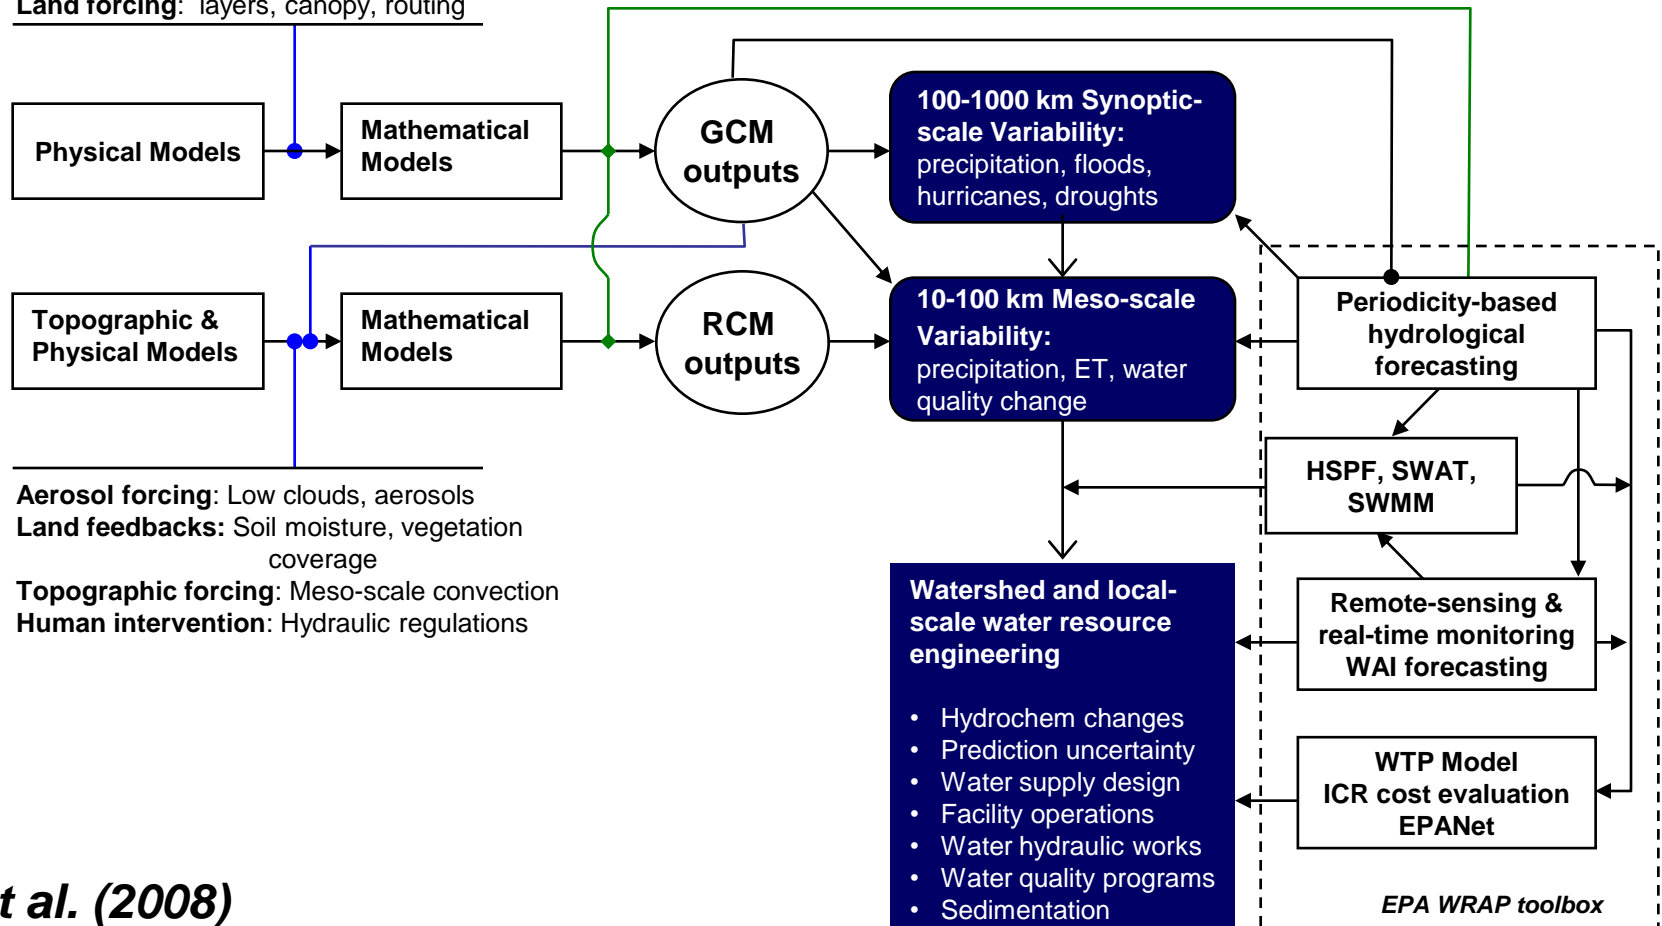 Land forcing: layers, canopy, routing
Physical Models
Mathematical
Models
GCM
outputs
100-1000 km Synoptic-
scale Variability:
precipitation, floods,
hurricanes, droughts
Topographic &
Physical Models
Mathematical
Models
RCM
outputs
10-100 km Meso-scale
Variability:
precipitation, ET, water
quality change
Periodicity-based
hydrological
forecasting
HSPF, SWAT,
SWMM
Aerosol forcing: Low clouds, aerosols
Land feedbacks: Soil moisture, vegetation
coverage
Topographic forcing: Meso-scale convection
Human intervention: Hydraulic regulations
Watershed and local-
scale water resource
engineering
• Hydrochem changes
• Prediction uncertainty
• Water supply design
• Facility operations
• Water hydraulic works
• Water quality programs
• Sedimentation
Remote-sensing &
real-time monitoring
WAI forecasting
WTP Model
ICR cost evaluation
EPANet
EPA WRAP toolbox
t al. (2008)